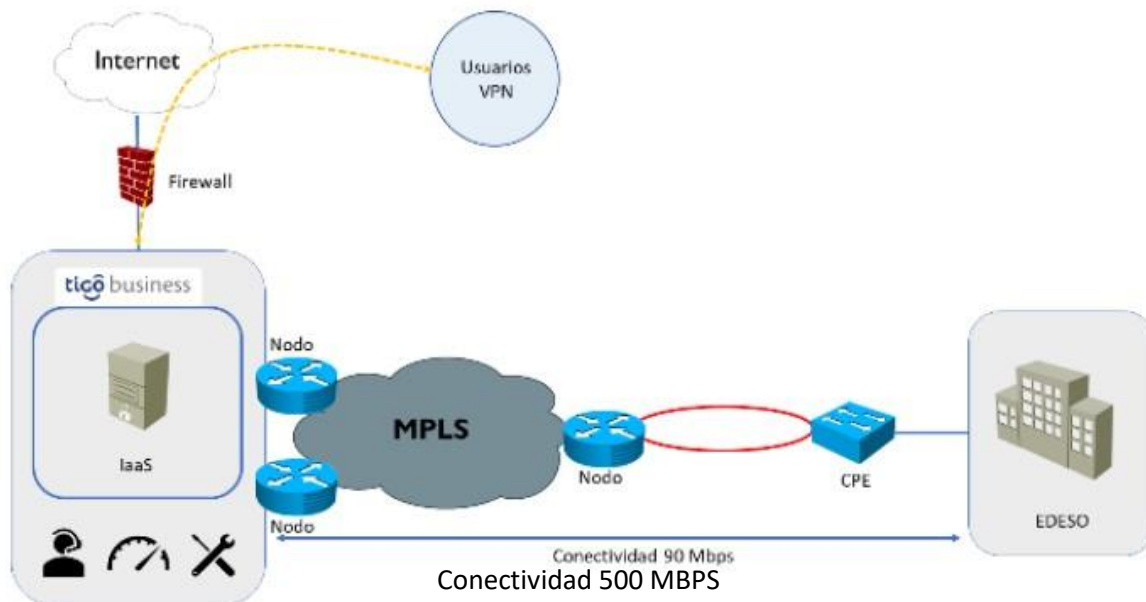 Internet
Usuarios
VPN
Firewall
tigo business
Nodo
MPLS
IaaS
Nodo
CPE
Nodo
EDESO
Conectividad 90 Mbps
Conectividad 500 MBPS